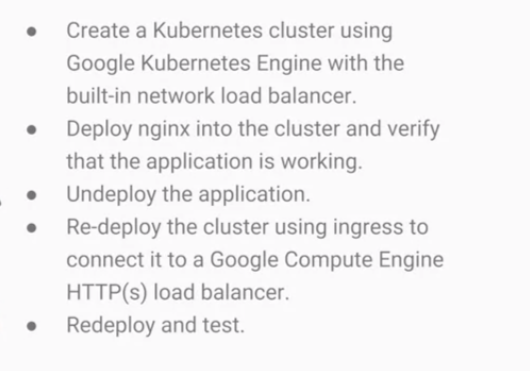 ● Create a Kubernetes cluster using
Google Kubernetes Engine with the
built-in network load balancer.
● Deploy nginx into the cluster and verify
that the application is working.
● Undeploy the application.
● Re-deploy the cluster using ingress to
connect it to a Google Compute Engine
HTTP(s) load balancer.
● Redeploy and test.